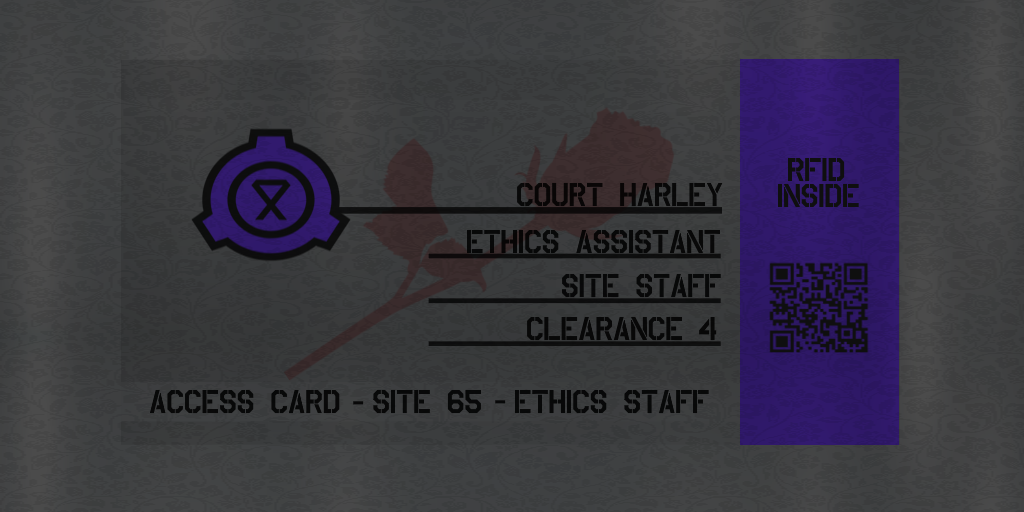 COURT HARLEY
ETHICS ASSISTANT
SITE STAFF
CLEARANCE 4
ACCESS CARD - SITE 65 - ETHICS STAFF
RFID
INSIDE